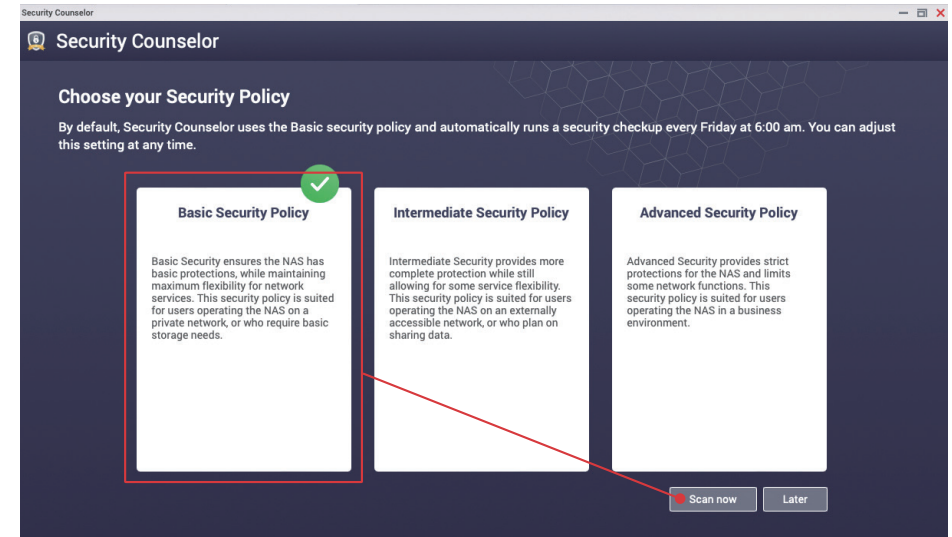 Security Counselor
Security Counselor
Choose your Security Policy
By default, Security Counselor uses the Basic security policy and automatically runs a security checkup every Friday at 6:00 am. You can adjust
this setting at any time.
Basic Security Policy
Basic Security ensures the NAS has
basic protections, while maintaining
maximum flexibility for network
services. This security policy is suited
for users operating the NAS on a
private network, or who require basic
storage needs.
Intermediate Security Policy
Intermediate Security provides more
complete protection while still
allowing for some service flexibility.
This security policy is suited for users
operating the NAS on an externally
accessible network, or who plan on
sharing data.
Advanced Security Policy
Advanced Security provides strict
protections for the NAS and limits
some network functions. This
security policy is suited for users
operating the NAS in a business
environment.
Scan now
Later